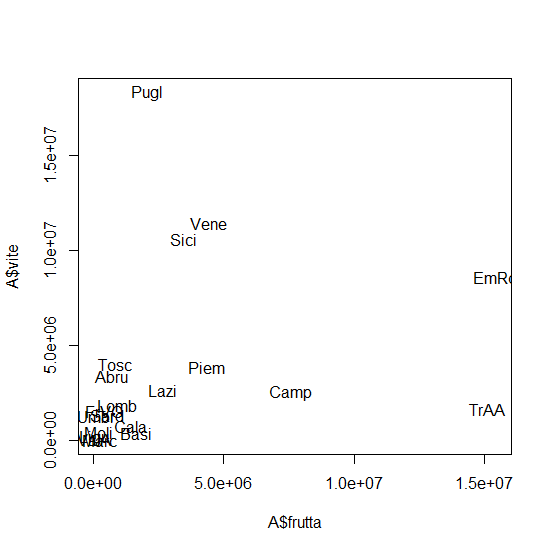 Pugl
Vene
Sici
EmRo
Tosc
Piem
Abru
Lazi
Camp
Lomb
TrAA
Umbr
Cala
Moli
Basi
Marc
0.0e+00
5.0e+06
1.0e+07
1.5e+07
A$vite
0.0e+00
5.0e+06
1.0e+07
1.5e+07
A$frutta